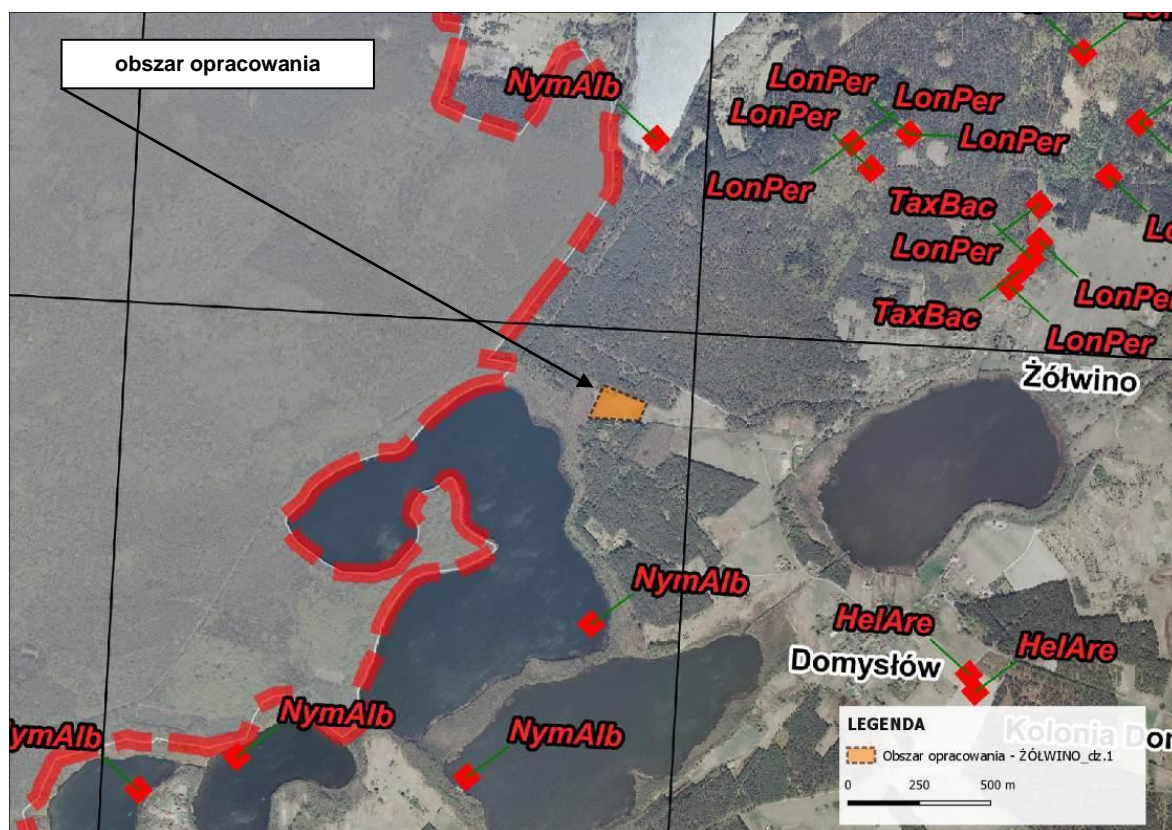 obszar opracowania
NymAlb
LonPer
LonPer
LonPer
LonPer
LonPer
TaxBac
LonPer
LonPer
TaxBac
LonPer
Żółwino
NymAlb
HelAre
HelAre
Domysłów
NymAlb
NymAlb
LEGENDA
Obszar opracowania - ŻÓŁWINO_dz.1
0 250 500 m